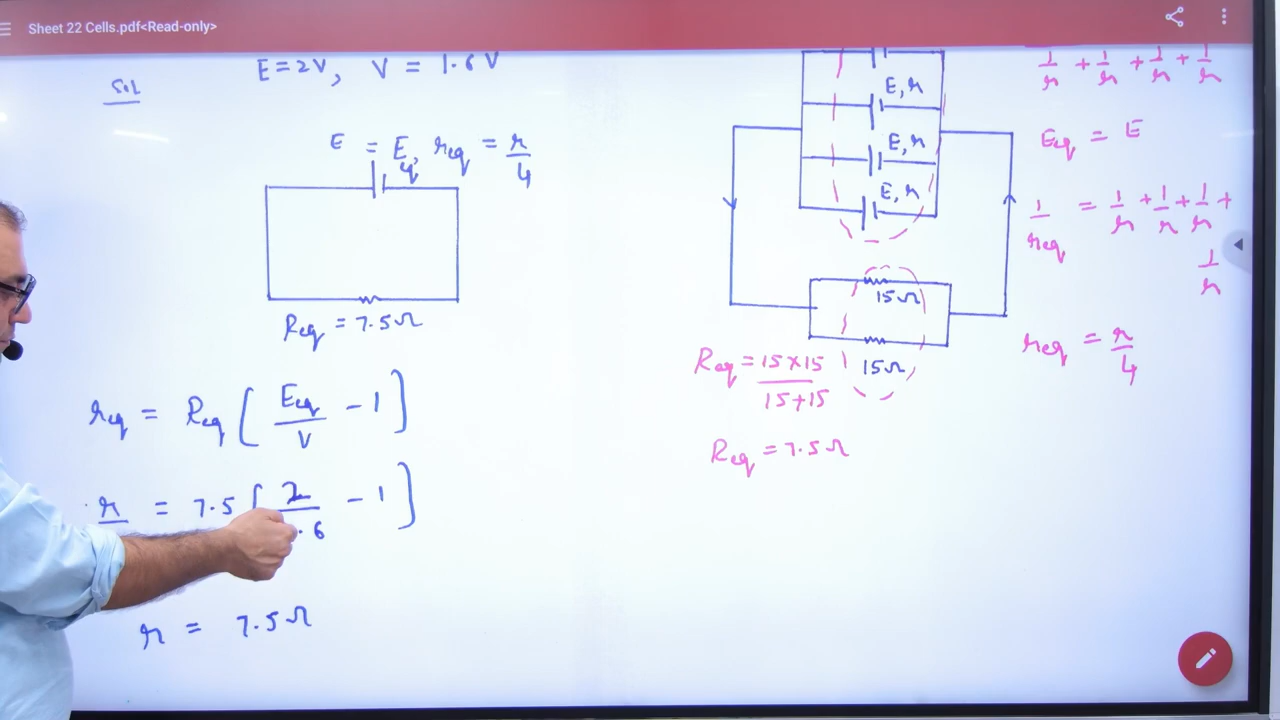 Sheet 22 Cells.pdf<Read-only>
Sol
E = 2V, V = 1.6 V
E = Eeq, req = r/4
Req = 7.5 Ω
req = Req [ Eeq/V - 1 ]
r = 7.5 [ 2/.6 - 1 ]
r = 7.5 Ω
E, r
E, r
E, r
15 Ω
15 Ω
Req = 15 × 15 / 15 + 15
Req = 7.5 Ω
1/r + 1/r + 1/r + 1/r
Eeq = E
1/req = 1/r + 1/r + 1/r + 1/r
req = r/4